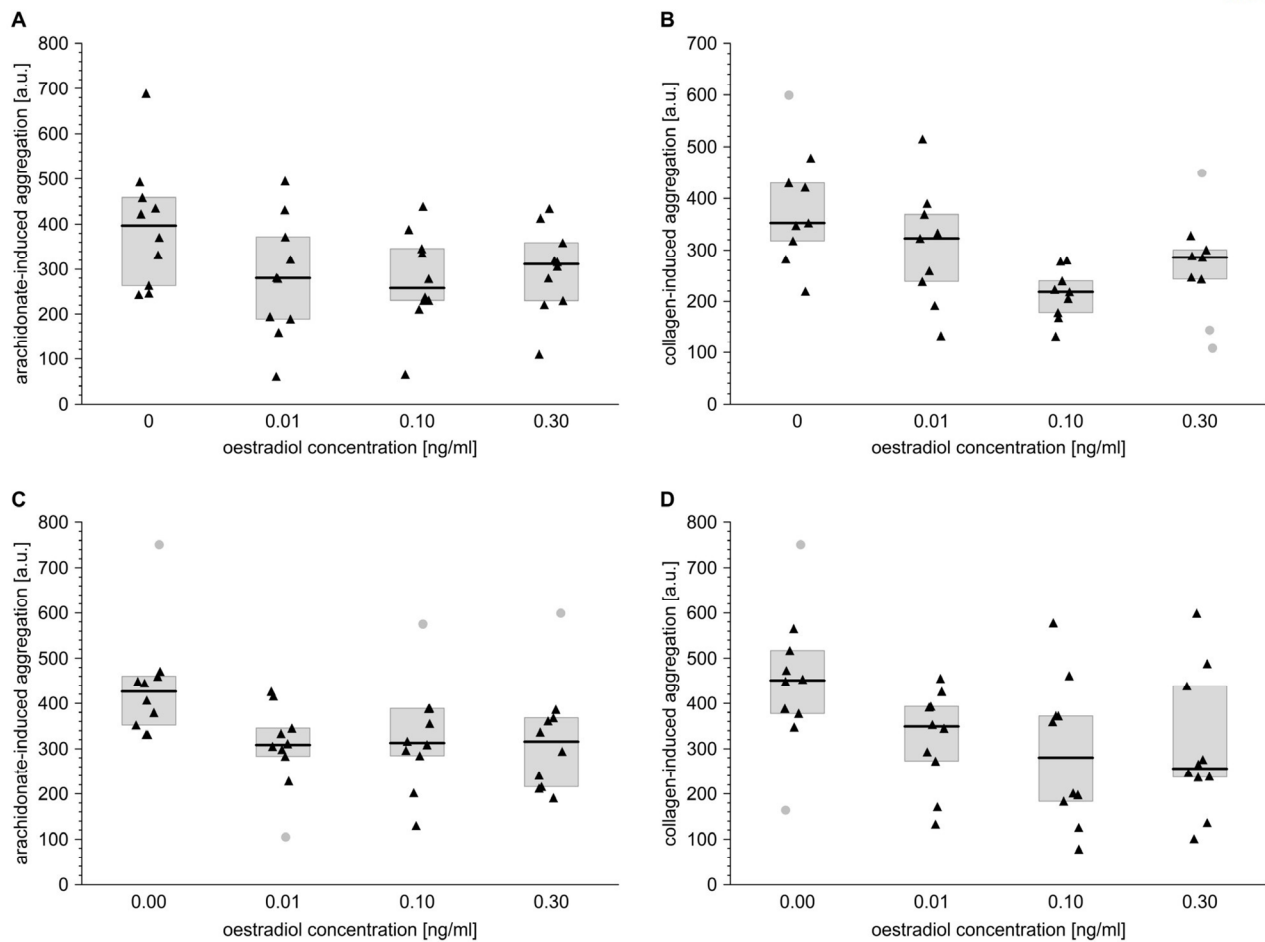 A
arachidonate-induced aggregation [a.u.]
800
700
600
500
400
300
200
100
0
0 0.01 0.10 0.30
oestradiol concentration [ng/ml]
B
collagen-induced aggregation [a.u.]
700
600
500
400
300
200
100
0
0 0.01 0.10 0.30
oestradiol concentration [ng/ml]
C
arachidonate-induced aggregation [a.u.]
800
700
600
500
400
300
200
100
0
0.00 0.01 0.10 0.30
oestradiol concentration [ng/ml]
D
collagen-induced aggregation [a.u.]
800
700
600
500
400
300
200
100
0
0.00 0.01 0.10 0.30
oestradiol concentration [ng/ml]